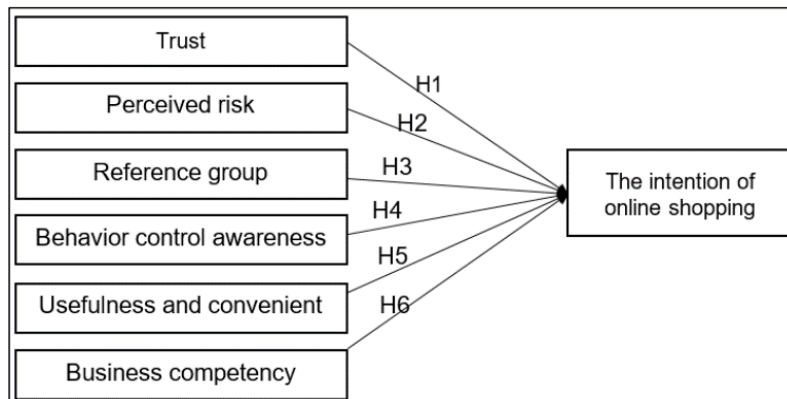 Trust
H1
Perceived risk
H2
Reference group
H3
Behavior control awareness
H4
Usefulness and convenient
H5
Business competency
H6
The intention of
online shopping